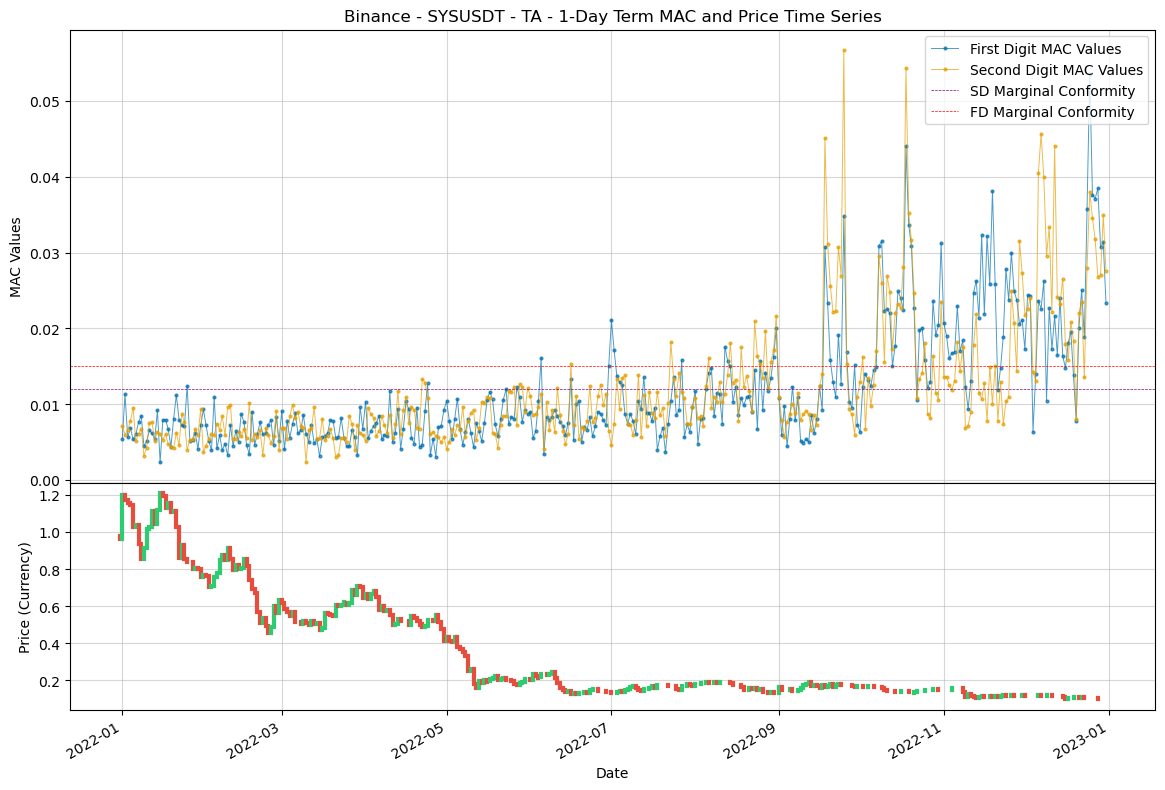 Binance - SYSUSDT - TA - 1-Day Term MAC and Price Time Series
First Digit MAC Values
Second Digit MAC Values
SD Marginal Conformity
FD Marginal Conformity
MAC Values
0.05
0.04
0.03
0.02
0.01
0.00
Price (Currency)
1.2
1.0
0.8
0.6
0.4
0.2
2022-01
2022-03
2022-05
2022-07
2022-09
2022-11
2023-01
Date